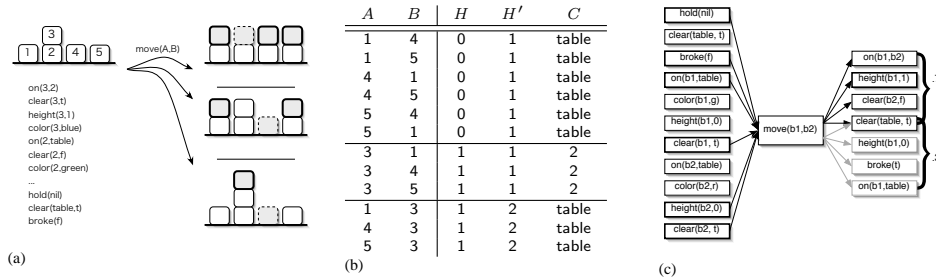 3
1 2 4 5
move(A,B)
on(3,2)
clear(3,t)
height(3,1)
color(3,blue)
on(2,table)
clear(2,f)
color(2,green)
...
hold(nil)
clear(table,t)
broke(f)
(a)
A B H H′ C
1 4 0 1 table
1 5 0 1 table
4 1 0 1 table
4 5 0 1 table
5 4 0 1 table
5 1 0 1 table
3 1 1 1 2
3 4 1 1 2
3 5 1 1 2
1 3 1 2 table
4 3 1 2 table
5 3 1 2 table
(b)
hold(nil)
clear(table, t)
broke(f)
on(b1,table)
color(b1,g)
height(b1,0)
clear(b1, t)
on(b2,table)
color(b2,r)
height(b2,0)
clear(b2, t)
move(b1,b2)
on(b1,b2)
height(b1,1)
clear(b2,f)
clear(table, t)
height(b1,0)
broke(t)
on(b1,table)
(c)